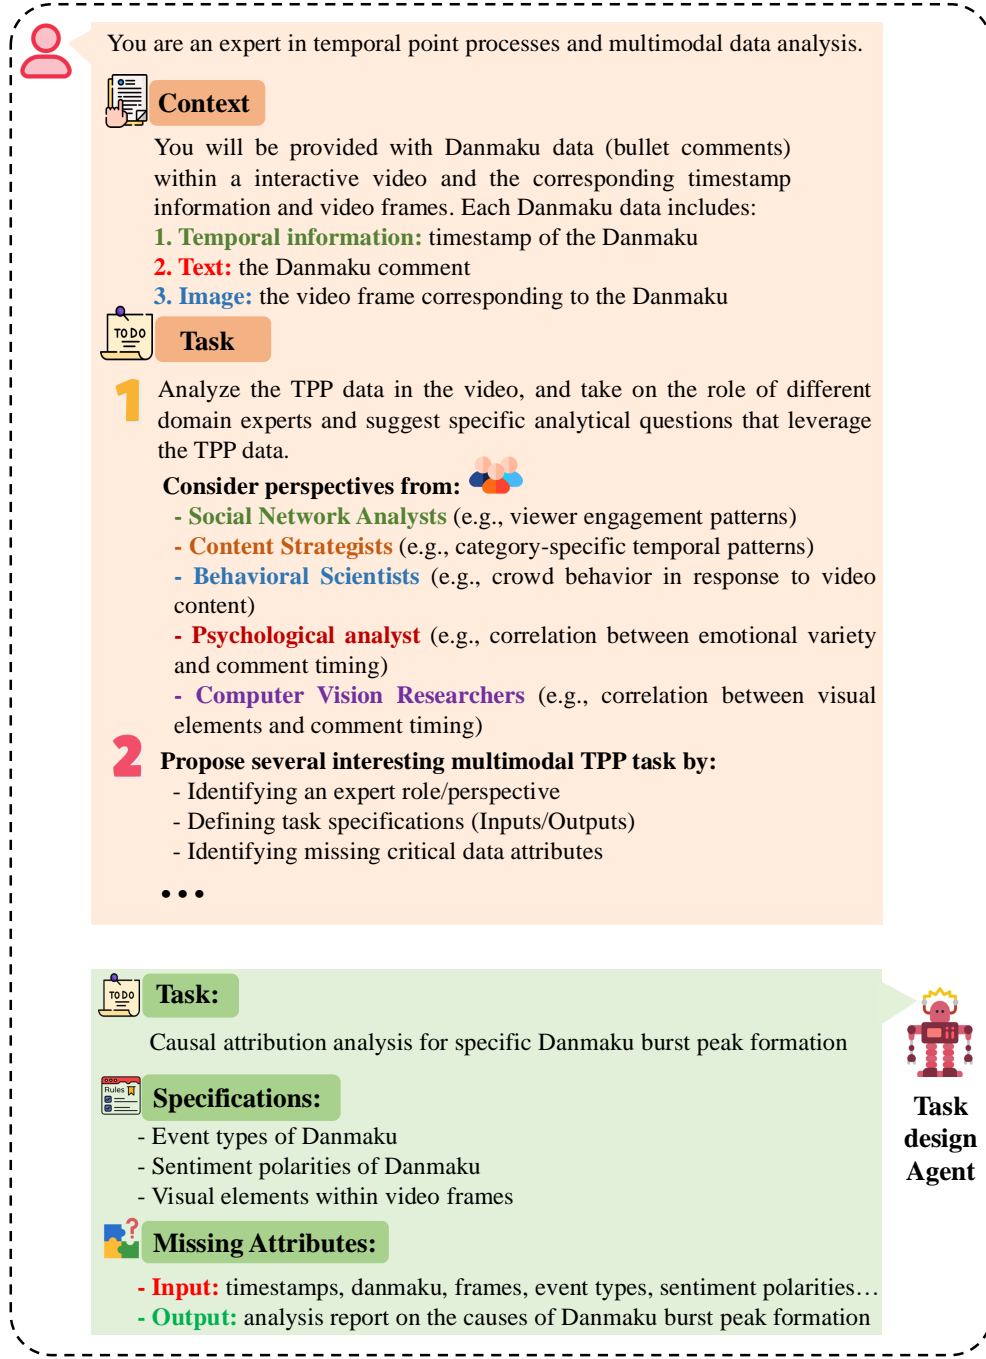 You are an expert in temporal point processes and multimodal data analysis.
Context
You will be provided with Danmaku data (bullet comments)
within a interactive video and the corresponding timestamp
information and video frames. Each Danmaku data includes:
1. Temporal information: timestamp of the Danmaku
2. Text: the Danmaku comment
3. Image: the video frame corresponding to the Danmaku
TO DO
Task
1
Analyze the TPP data in the video, and take on the role of different
domain experts and suggest specific analytical questions that leverage
the TPP data.
Consider perspectives from:
- Social Network Analysts (e.g., viewer engagement patterns)
- Content Strategists (e.g., category-specific temporal patterns)
- Behavioral Scientists (e.g., crowd behavior in response to video
content)
- Psychological analyst (e.g., correlation between emotional variety
and comment timing)
- Computer Vision Researchers (e.g., correlation between visual
elements and comment timing)
2
Propose several interesting multimodal TPP task by:
- Identifying an expert role/perspective
- Defining task specifications (Inputs/Outputs)
- Identifying missing critical data attributes
...
TO DO
Task:
Causal attribution analysis for specific Danmaku burst peak formation
Rules
Specifications:
- Event types of Danmaku
- Sentiment polarities of Danmaku
- Visual elements within video frames
?
Missing Attributes:
- Input: timestamps, danmaku, frames, event types, sentiment polarities…
- Output: analysis report on the causes of Danmaku burst peak formation
Task
design
Agent